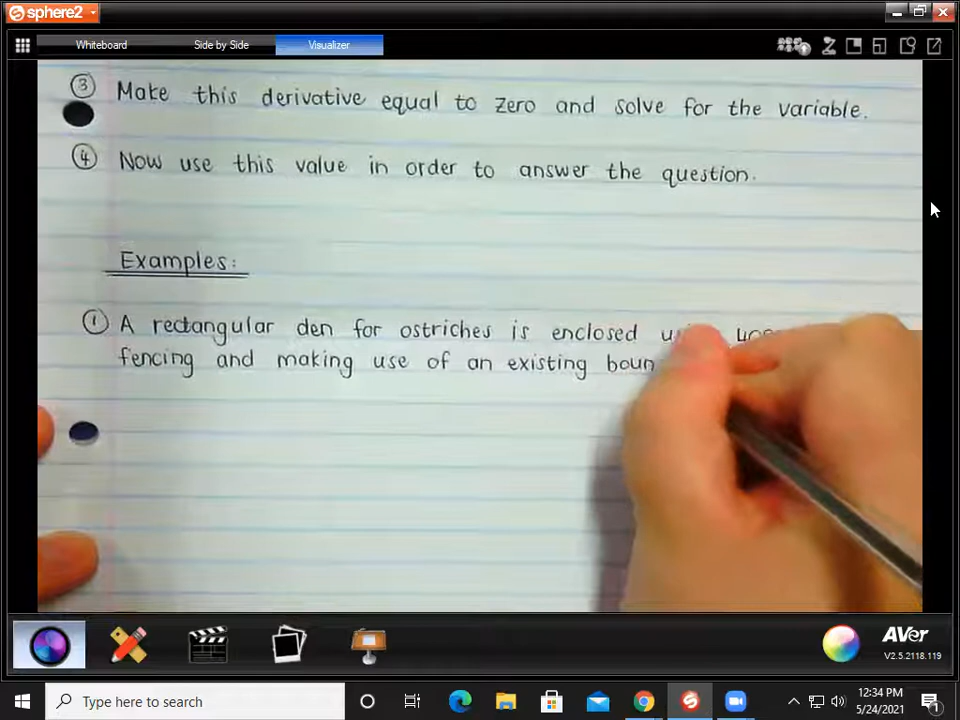 sphere2
Whiteboard Side by Side Visualizer
③ Make this derivative equal to zero and solve for the variable.
④ Now use this value in order to answer the question.
Examples:
① A rectangular den for ostriches is enclosed
fencing and making use of an existing boun
AVer
V2.5.2118.119
Type here to search
12:34 PM
5/24/2021
1